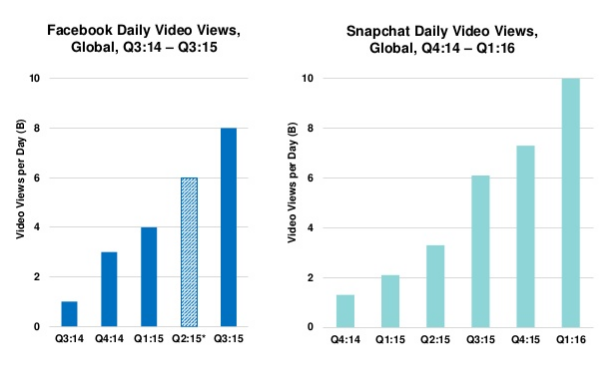 Facebook Daily Video Views,
Global, Q3:14 – Q3:15
Video Views per Day (B)
10
8
6
4
2
0
Q3:14 Q4:14 Q1:15 Q2:15* Q3:15
Snapchat Daily Video Views,
Global, Q4:14 – Q1:16
Video Views per Day (B)
10
8
6
4
2
0
Q4:14 Q1:15 Q2:15 Q3:15 Q4:15 Q1:16